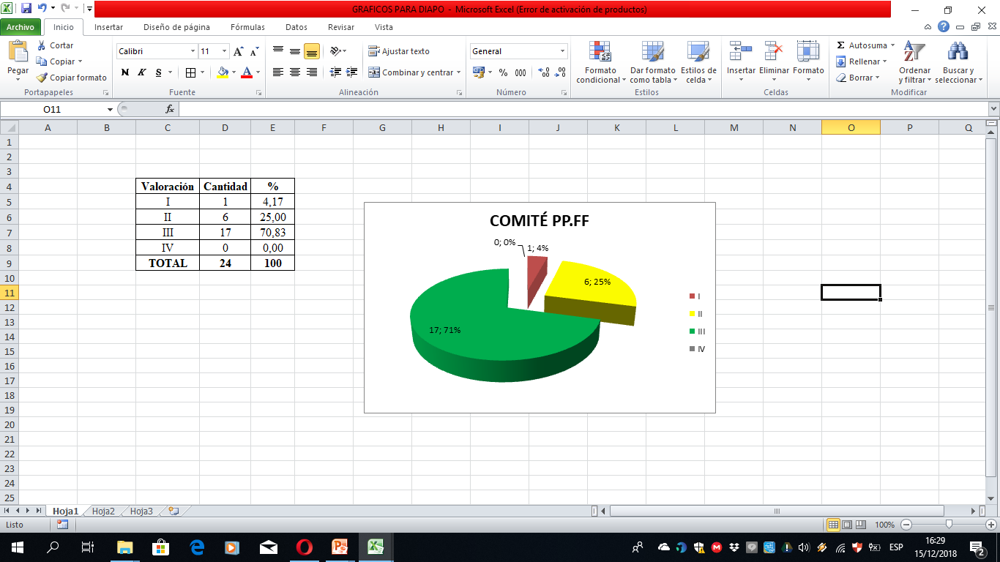 GRAFICOS PARA DIAPO - Microsoft Excel (Error de activación de productos)
Archivo Inicio Insertar Diseño de página Fórmulas Datos Revisar Vista
Pegar
Cortar
Copiar
Copiar formato
Portapapeles
Calibri 11
N K S
Fuente
Ajustar texto
Combinar y centrar
Alineación
General
% 000
Número
Formato condicional
Dar formato como tabla
Estilos de celda
Estilos
Insertar Eliminar Formato
Celdas
Σ Autosuma
Rellenar
Borrar
Ordenar y filtrar
Buscar y seleccionar
Modificar
O11 fx
A B C D E F G H I J K L M N O P Q
1
2
3
4 Valoración Cantidad %
5 I 1 4,17
6 II 6 25,00
7 III 17 70,83
8 IV 0 0,00
9 TOTAL 24 100
10
11
12
13
14
15
16
17
18
19
20
21
22
23
24
25
COMITÉ PP.FF
0; 0%
1; 4%
6; 25%
17; 71%
I
II
III
IV
Hoja1 Hoja2 Hoja3
Listo 100%
ESP
16:29
15/12/2018
2